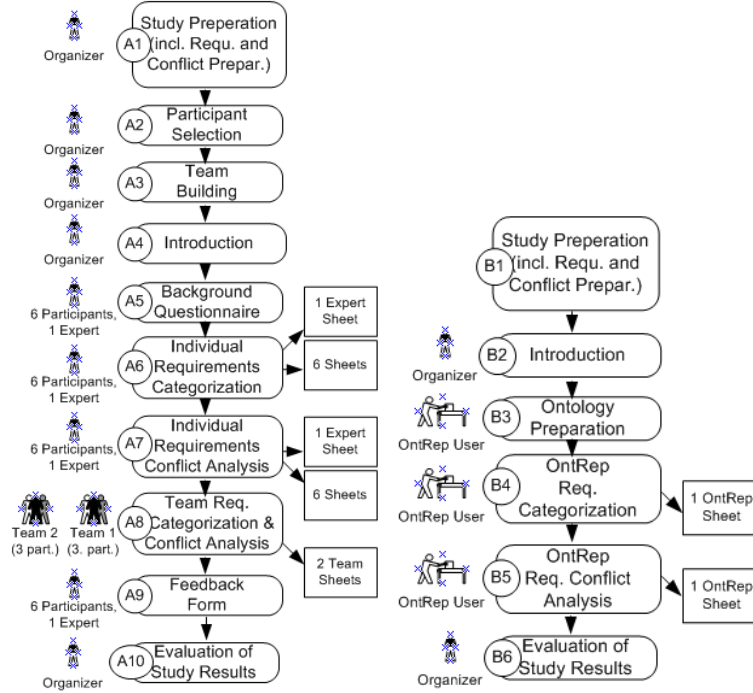 Study Preparation
(incl. Requ. and
Conflict Prepar.)
A1
Organizer
Participant
Selection
A2
Organizer
Team
Building
A3
Organizer
Introduction
A4
Organizer
Background
Questionnaire
A5
6 Participants,
1 Expert
Individual
Requirements
Categorization
A6
6 Participants,
1 Expert
1 Expert
Sheet
6 Sheets
Individual
Requirements
Conflict Analysis
A7
6 Participants,
1 Expert
1 Expert
Sheet
6 Sheets
Team Req.
Categorization &
Conflict Analysis
A8
Team 2
(3 part.)
Team 1
(3. part.)
2 Team
Sheets
Feedback
Form
A9
6 Participants,
1 Expert
Evaluation of
Study Results
A10
Organizer
Study Preperation
(incl. Requ. and
Conflict Prepar.)
B1
Introduction
B2
Organizer
Ontology
Preparation
B3
OntRep User
OntRep
Req.
Categorization
B4
OntRep User
1 OntRep
Sheet
OntRep
Req. Conflict
Analysis
B5
OntRep User
1 OntRep
Sheet
Evaluation of
Study Results
B6
Organizer